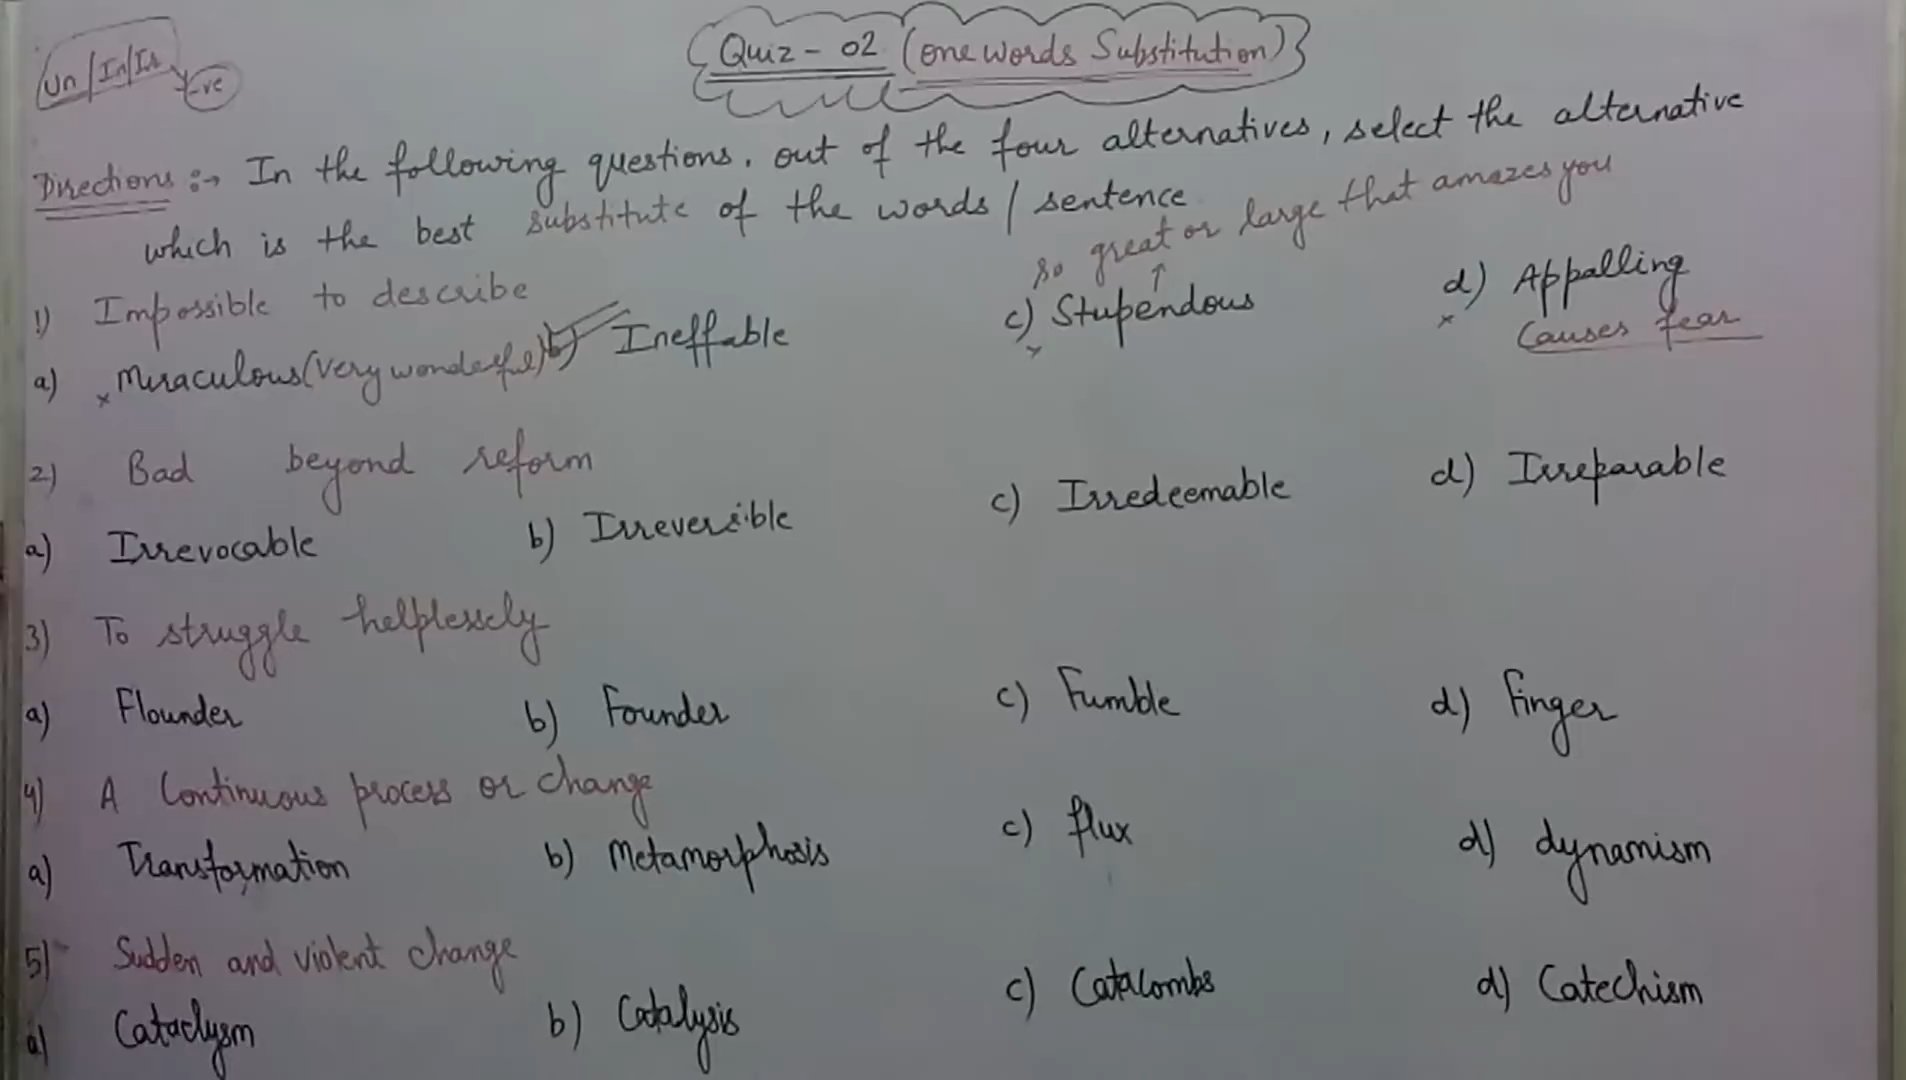 Un/In/Ir
-ve
Quiz - 02 (one words Substitution)
Directions :→ In the following questions. out of the four alternatives, select the alternative
which is the best substitute of the words / sentence
so great or large that amazes you
1) Impossible to describe
a) x Miraculous (Very wonderful) b) Ineffable c) x Stupendous d) x Appalling
Causes fear
2) Bad beyond reform
a) Irrevocable b) Irreversible c) Irredeemable d) Irreparable
3) To struggle helplessly
a) Flounder b) Founder c) Fumble d) Finger
4) A Continuous process or change
a) Transformation b) Metamorphosis c) flux d) dynamism
5) Sudden and violent change
a) Cataclysm b) Catalysis c) Catacombs d) Catechism